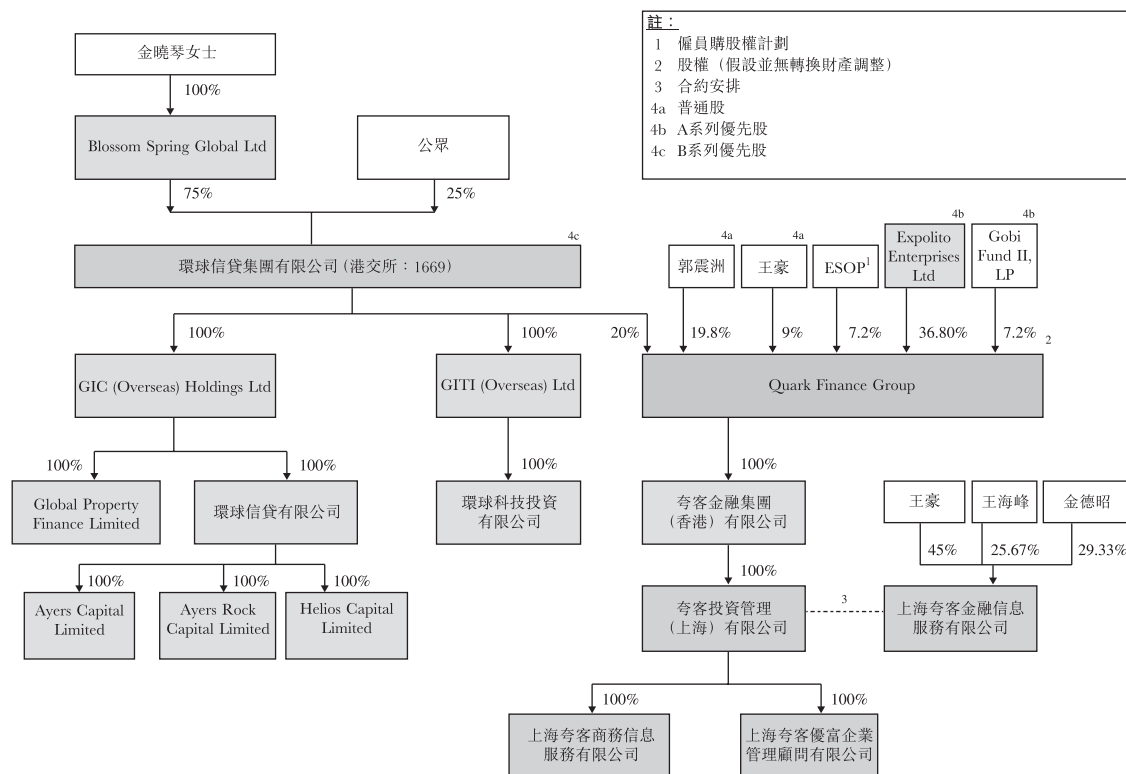 註：
1 僱員購股權計劃
2 股權（假設並無轉換財產調整）
3 合約安排
4a 普通股
4b A系列優先股
4c B系列優先股
金曉琴女士
100%
Blossom Spring Global Ltd
公眾
75%
25%
4c
環球信貸集團有限公司（港交所：1669）
4a
郭震洲
4a
王豪
ESOP1
4b
Expolito
Enterprises
Ltd
4b
Gobi
Fund II,
LP
100%
100%
20%
19.8%
9%
7.2%
36.80%
7.2%
2
GIC (Overseas) Holdings Ltd
GITI (Overseas) Ltd
Quark Finance Group
100%
100%
100%
100%
Global Property
Finance Limited
環球信貸有限公司
環球科技投資
有限公司
夸客金融集團
（香港）有限公司
王豪
王海峰
金德昭
100%
100%
100%
100%
45%
25.67%
29.33%
Ayers Capital
Limited
Ayers Rock
Capital Limited
Helios Capital
Limited
夸客投資管理
（上海）有限公司
3
上海夸客金融信息
服務有限公司
100%
100%
上海夸客商務信息
服務有限公司
上海夸客優富企業
管理顧問有限公司